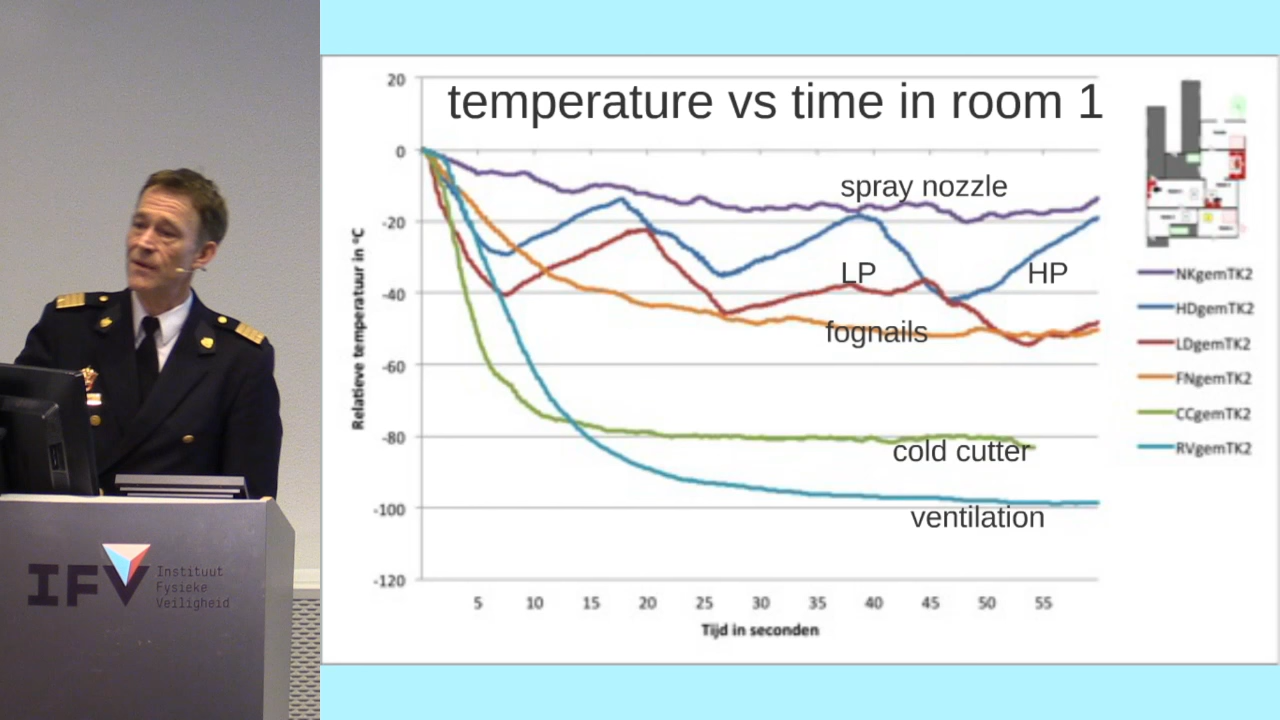 IFV
Instituut
Fysieke
Veiligheid
temperature vs time in room 1
20
0
-20
-40
-60
-80
-100
-120
Relatieve temperatuur in °C
spray nozzle
LP
HP
fognails
cold cutter
ventilation
5 10 15 20 25 30 35 40 45 50 55
Tijd in seconden
NKgemTK2
HDgemTK2
LDgemTK2
FNgemTK2
CCgemTK2
RVgemTK2